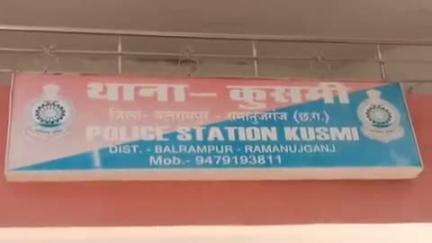 थाना - कुसमी
जिला- बलरामपुर - रामानुजगंज (छ.ग.)
POLICE STATION KUSMI
DIST. - BALRAMPUR - RAMANUJGANJ
Mob.- 9479193811